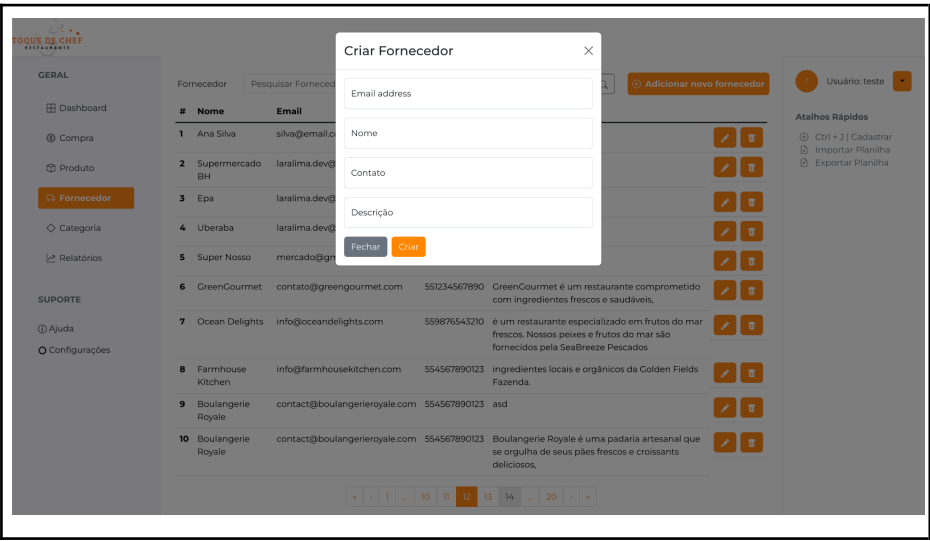 TOQUE DE CHEF
RESTAURANTE
GERAL
Dashboard
Compra
Produto
Fornecedor
Categoria
Relatórios
SUPORTE
Ajuda
Configurações
Fornecedor Pesquisar Forneced
Adicionar novo fornecedor
# Nome Email
1 Ana Silva silva@email.co
2 Supermercado laralima.dev@
BH
3 Epa laralima.dev@
4 Uberaba laralima.dev@
5 Super Nosso mercado@gm
6 GreenGourmet contato@greengourmet.com 551234567890 GreenGourmet é um restaurante comprometido
com ingredientes frescos e saudáveis,
7 Ocean Delights info@oceandelights.com 559876543210 é um restaurante especializado em frutos do mar
frescos. Nossos peixes e frutos do mar são
fornecidos pela SeaBreeze Pescados
8 Farmhouse info@farmhousekitchen.com 554567890123 ingredientes locais e orgânicos da Golden Fields
Kitchen Fazenda.
9 Boulangerie contact@boulangerieroyale.com 554567890123 asd
Royale
10 Boulangerie contact@boulangerieroyale.com 554567890123 Boulangerie Royale é uma padaria artesanal que
Royale se orgulha de seus pães frescos e croissants
deliciosos,
« ‹ 1 ... 10 11 12 13 14 ... 20 › »
Criar Fornecedor
Email address
Nome
Contato
Descrição
Fechar Criar
Usuário: teste
Atalhos Rápidos
Ctrl + J | Cadastrar
Importar Planilha
Exportar Planilha